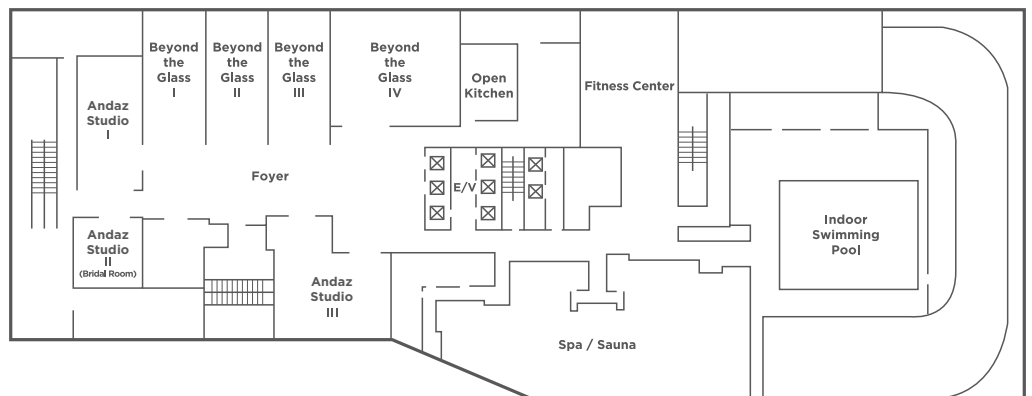 Beyond
the
Glass
I
Beyond
the
Glass
II
Beyond
the
Glass
III
Beyond
the
Glass
IV
Open
Kitchen
Fitness Center
Andaz
Studio
I
Foyer
E/V
Andaz
Studio
II
(Bridal Room)
Andaz
Studio
III
Indoor
Swimming
Pool
Spa / Sauna